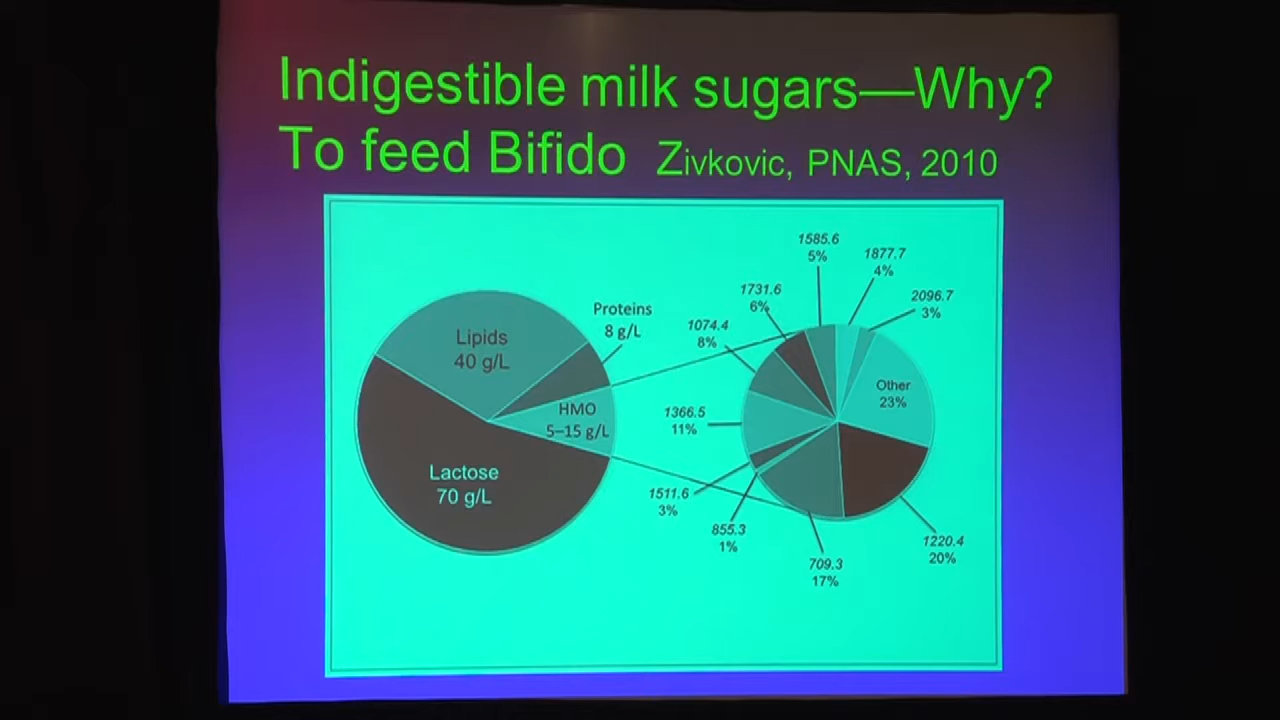 Indigestible milk sugars—Why?
To feed Bifido Zivkovic, PNAS, 2010
Lipids
40 g/L
Proteins
8 g/L
HMO
5–15 g/L
Lactose
70 g/L
1585.6
5%
1877.7
4%
2096.7
3%
Other
23%
1220.4
20%
709.3
17%
855.3
1%
1511.6
3%
1366.5
11%
1074.4
8%
1731.6
6%